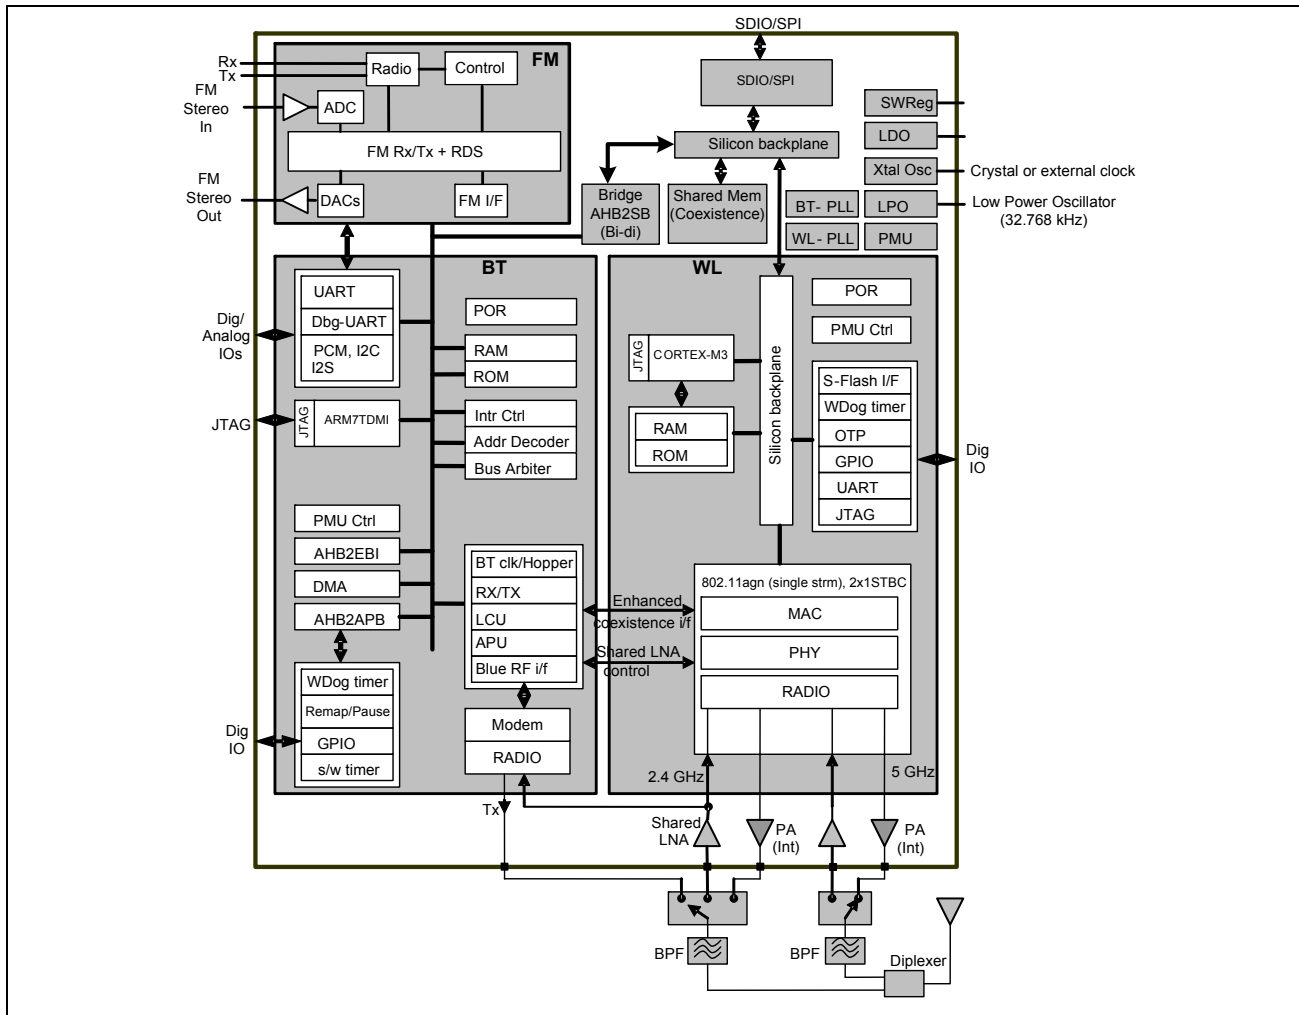 SDIO/SPI
FM
Rx
Tx
Radio
Control
FM
Stereo
In
ADC
FM Rx/Tx + RDS
FM
Stereo
Out
DACs
FM I/F
SDIO/SPI
Silicon backplane
Bridge
AHB2SB
(Bi-di)
Shared Mem
(Coexistence)
SWReg
LDO
Xtal Osc
Crystal or external clock
BT- PLL
LPO
Low Power Oscillator
(32.768 kHz)
WL- PLL
PMU
BT
UART
Dbg-UART
PCM, I2C
I2S
Dig/
Analog
IOs
POR
RAM
ROM
JTAG
JTAG
ARM7TDMI
Intr Ctrl
Addr Decoder
Bus Arbiter
PMU Ctrl
AHB2EBI
DMA
AHB2APB
BT clk/Hopper
RX/TX
LCU
APU
Blue RF i/f
WDog timer
Remap/Pause
GPIO
s/w timer
Dig
IO
Modem
RADIO
Tx
WL
POR
PMU Ctrl
JTAG
CORTEX-M3
RAM
ROM
Silicon backplane
S-Flash I/F
WDog timer
OTP
GPIO
UART
JTAG
Dig
IO
802.11agn (single strm), 2x1STBC
MAC
PHY
RADIO
Enhanced
coexistence i/f
Shared LNA
control
2.4 GHz
5 GHz
Shared
LNA
PA
(Int)
PA
(Int)
BPF
BPF
Diplexer